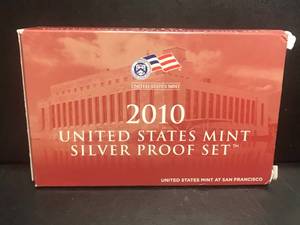 UNITED STATES MINT
2010
UNITED STATES MINT
SILVER PROOF SET™
UNITED STATES MINT AT SAN FRANCISCO